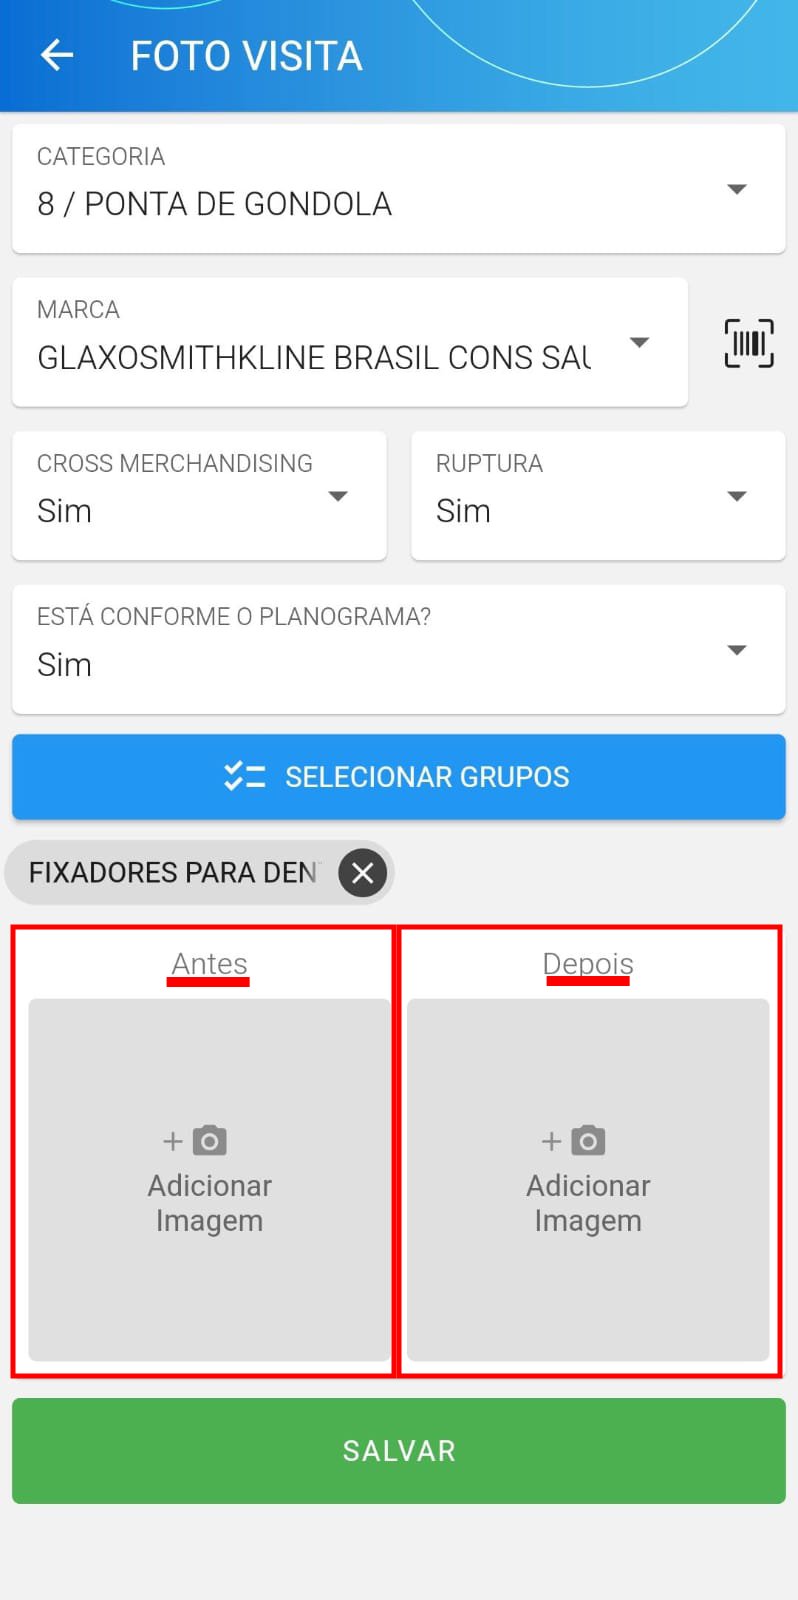 FOTO VISITA
CATEGORIA
8 / PONTA DE GONDOLA
MARCA
GLAXOSMITHKLINE BRASIL CONS SAU
CROSS MERCHANDISING
Sim
RUPTURA
Sim
ESTÁ CONFORME O PLANOGRAMA?
Sim
SELECIONAR GRUPOS
FIXADORES PARA DEN
Antes
Depois
+
Adicionar
Imagem
+
Adicionar
Imagem
SALVAR